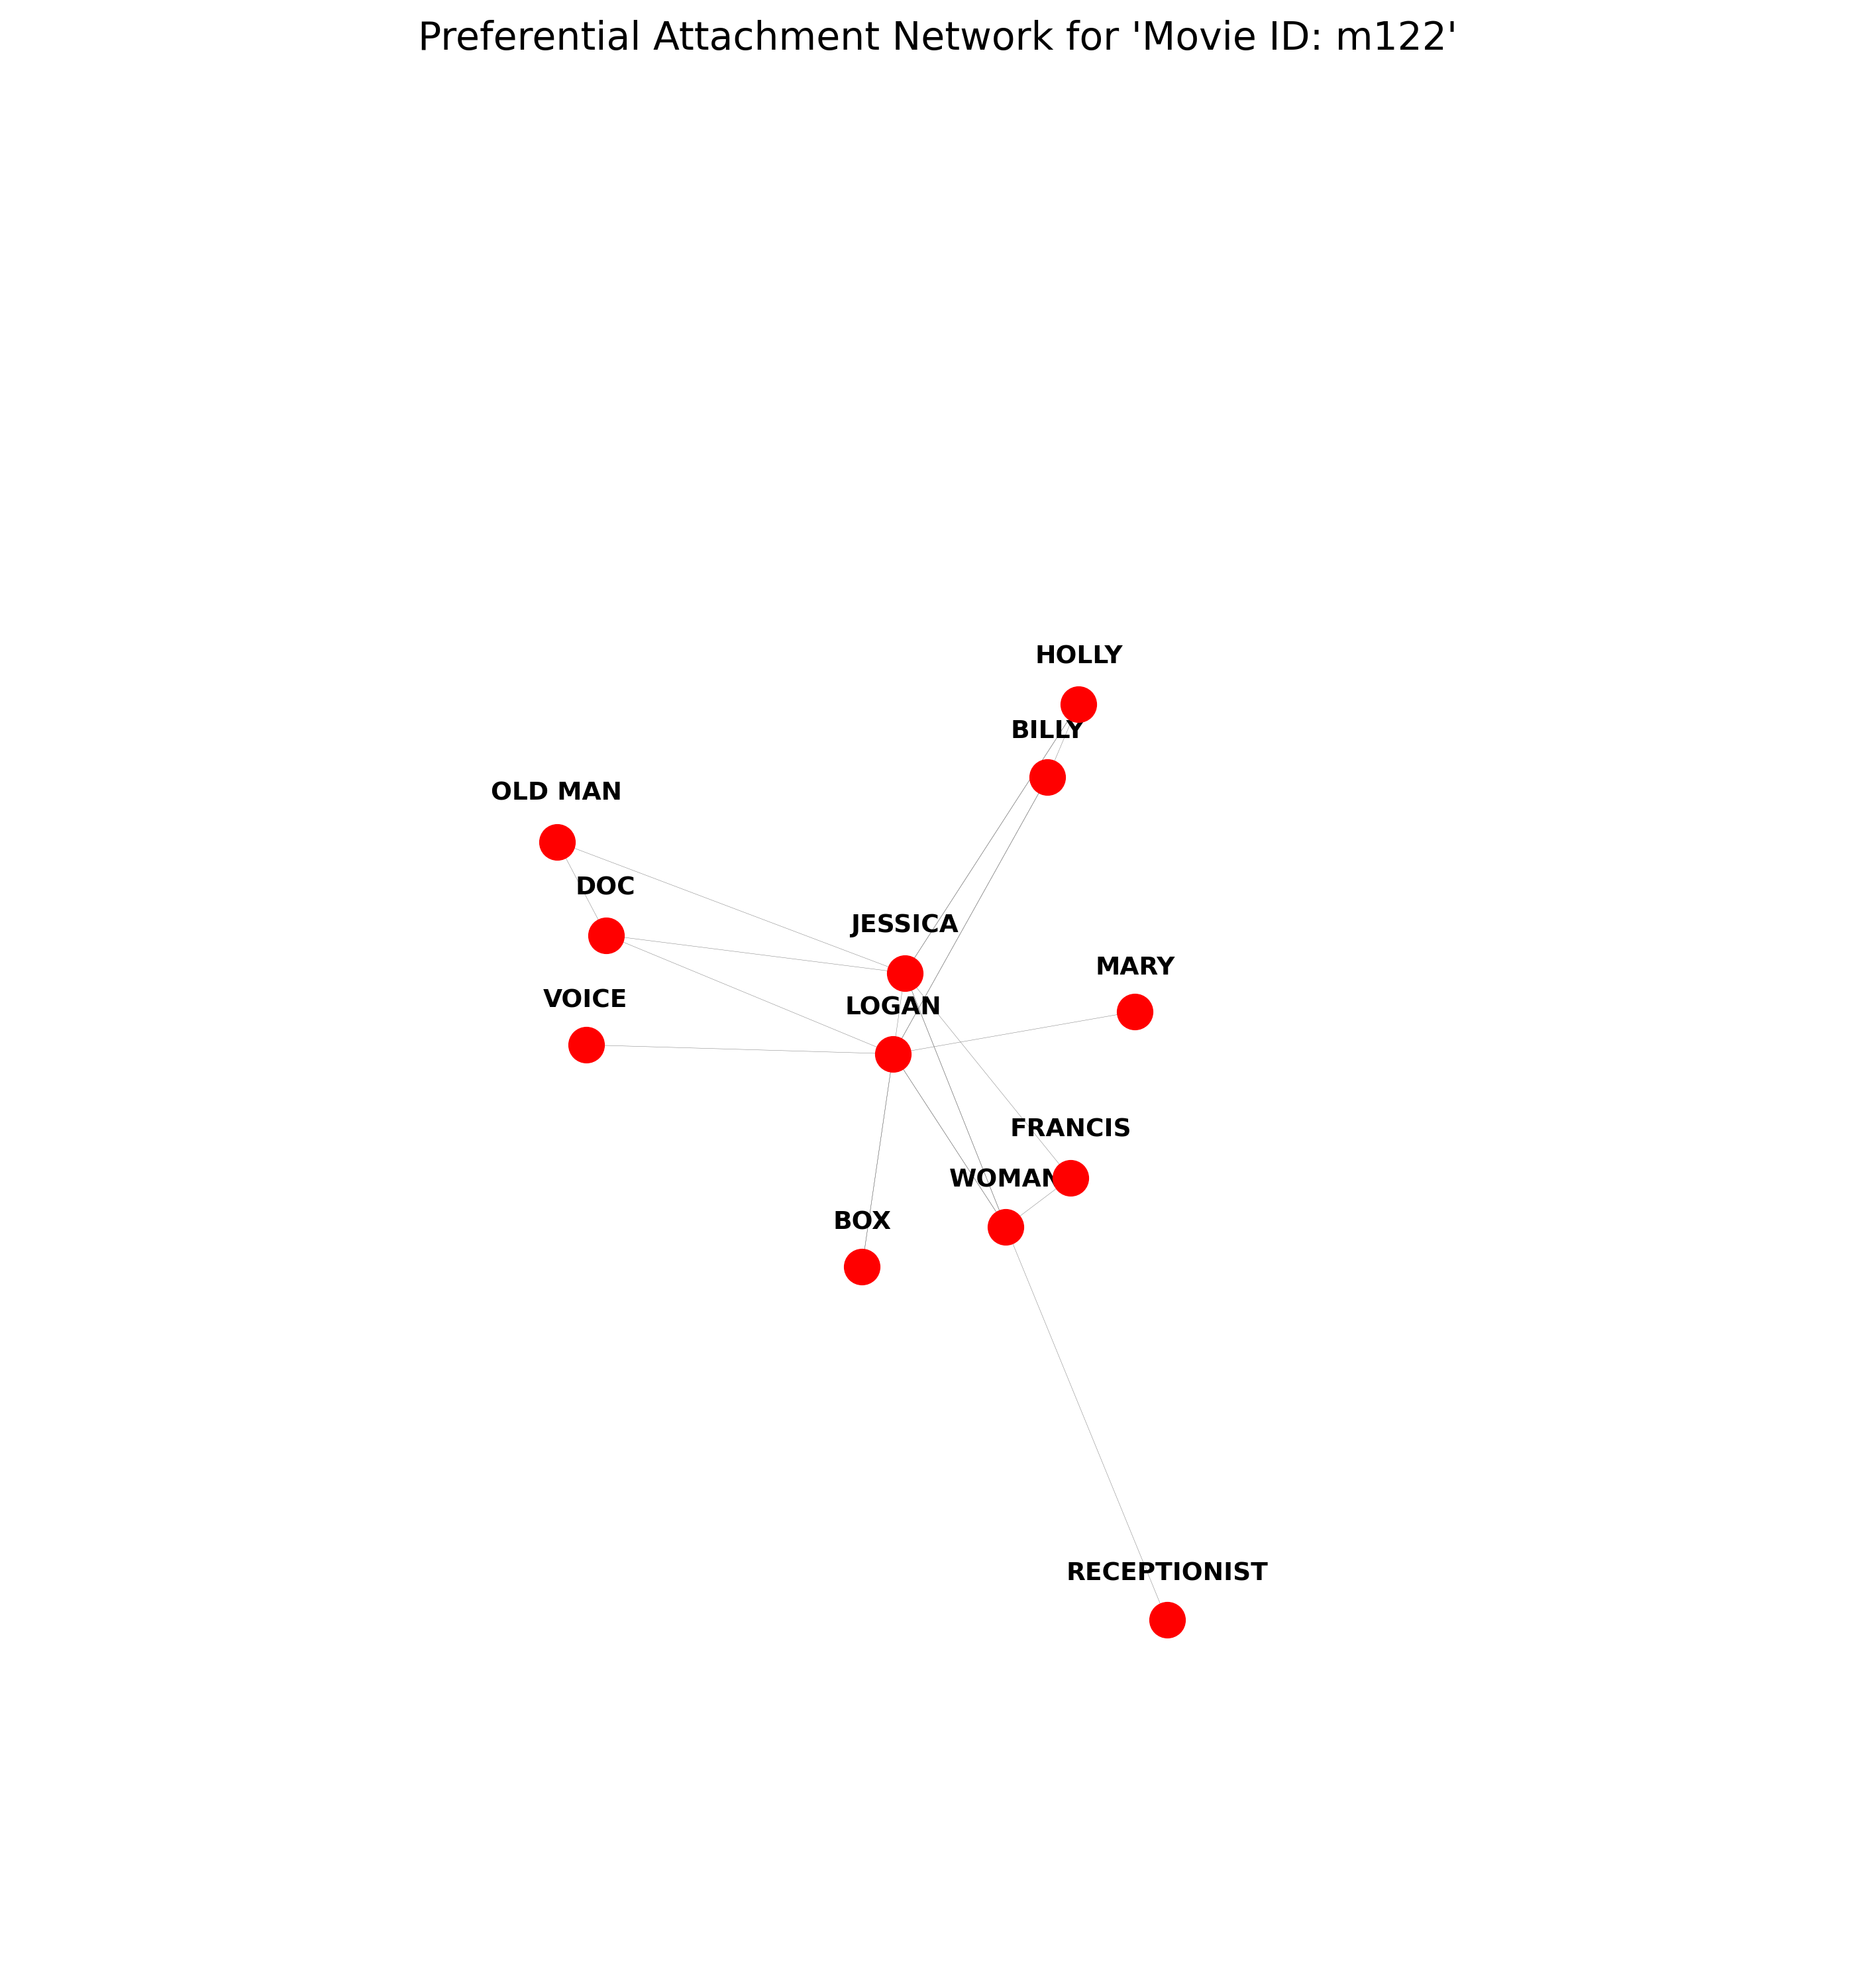 Preferential Attachment Network for 'Movie ID: m122'
HOLLY
BILLY
OLD MAN
DOC
JESSICA
MARY
VOICE
LOGAN
FRANCIS
WOMAN
BOX
RECEPTIONIST